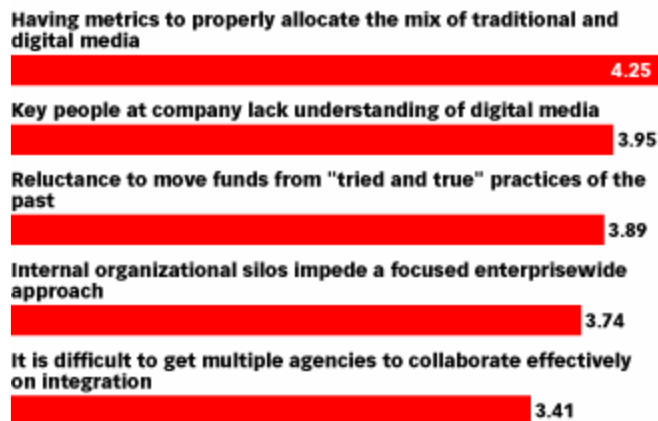 Having metrics to properly allocate the mix of traditional and
digital media
4.25
Key people at company lack understanding of digital media
3.95
Reluctance to move funds from "tried and true" practices of the
past
3.89
Internal organizational silos impede a focused enterprisewide
approach
3.74
It is difficult to get multiple agencies to collaborate effectively
on integration
3.41